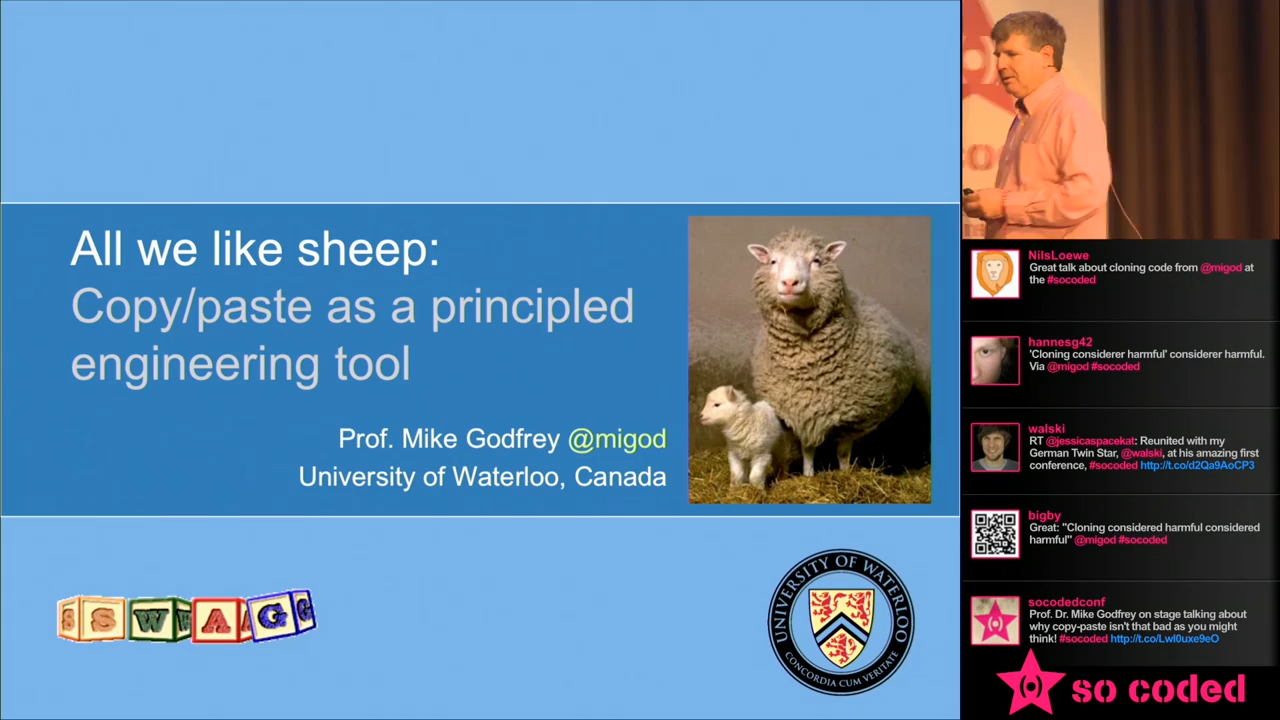 All we like sheep:
Copy/paste as a principled
engineering tool
Prof. Mike Godfrey @migod
University of Waterloo, Canada
SWAG
UNIVERSITY OF WATERLOO
CONCORDIA CUM VERITATE
NilsLoewe
Great talk about cloning code from @migod at
the #socoded
hannesg42
'Cloning considerer harmful' considerer harmful.
Via @migod #socoded
walski
RT @jessicaspacekat: Reunited with my
German Twin Star, @walski, at his amazing first
conference, #socoded http://t.co/d2Qa9AoCP3
bigby
Great: "Cloning considered harmful considered
harmful" @migod #socoded
socodedconf
Prof. Dr. Mike Godfrey on stage talking about
why copy-paste isn't that bad as you might
think! #socoded http://t.co/Lwl0uxe9eO
so coded